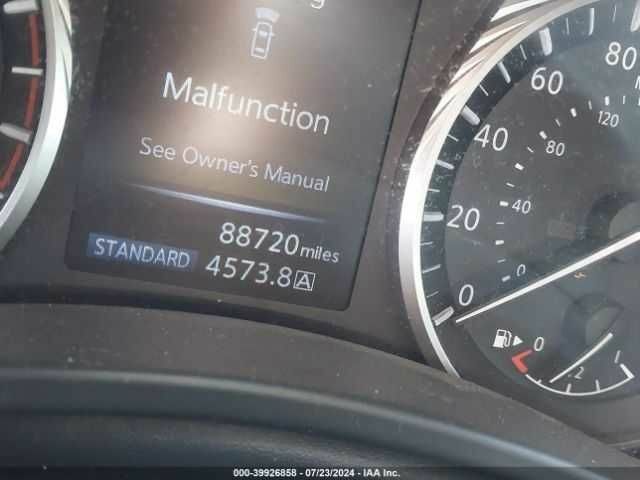 Malfunction
See Owner's Manual
88720 miles
STANDARD 4573.8 A
0 20 40 60 80
0 40 80 120
0 1/2 1
000-39926858 - 07/23/2024 - IAA Inc.